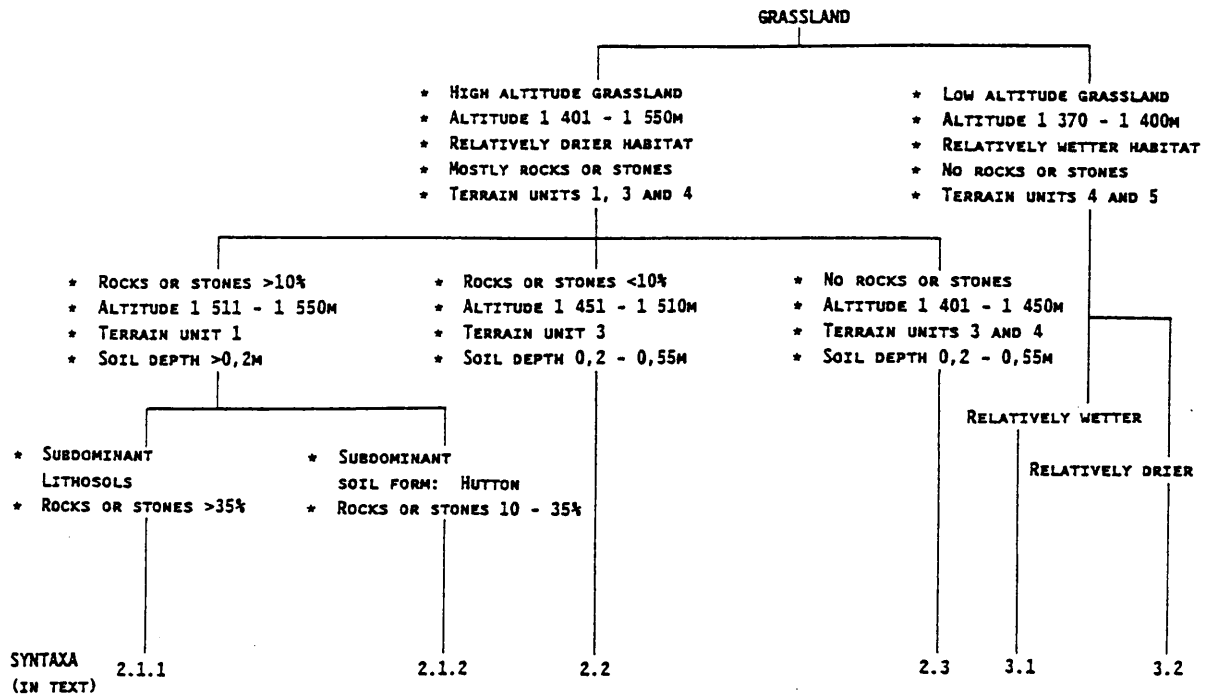 GRASSLAND
* HIGH ALTITUDE GRASSLAND
* ALTITUDE 1 401 - 1 550M
* RELATIVELY DRIER HABITAT
* MOSTLY ROCKS OR STONES
* TERRAIN UNITS 1, 3 AND 4
* LOW ALTITUDE GRASSLAND
* ALTITUDE 1 370 - 1 400M
* RELATIVELY WETTER HABITAT
* NO ROCKS OR STONES
* TERRAIN UNITS 4 AND 5
* ROCKS OR STONES >10%
* ALTITUDE 1 511 - 1 550M
* TERRAIN UNIT 1
* SOIL DEPTH >0,2M
* ROCKS OR STONES <10%
* ALTITUDE 1 451 - 1 510M
* TERRAIN UNIT 3
* SOIL DEPTH 0,2 - 0,55M
* NO ROCKS OR STONES
* ALTITUDE 1 401 - 1 450M
* TERRAIN UNITS 3 AND 4
* SOIL DEPTH 0,2 - 0,55M
RELATIVELY WETTER
RELATIVELY DRIER
* SUBDOMINANT
LITHOSOLS
* ROCKS OR STONES >35%
* SUBDOMINANT
SOIL FORM: HUTTON
* ROCKS OR STONES 10 - 35%
SYNTAXA
(IN TEXT)
2.1.1
2.1.2
2.2
2.3
3.1
3.2